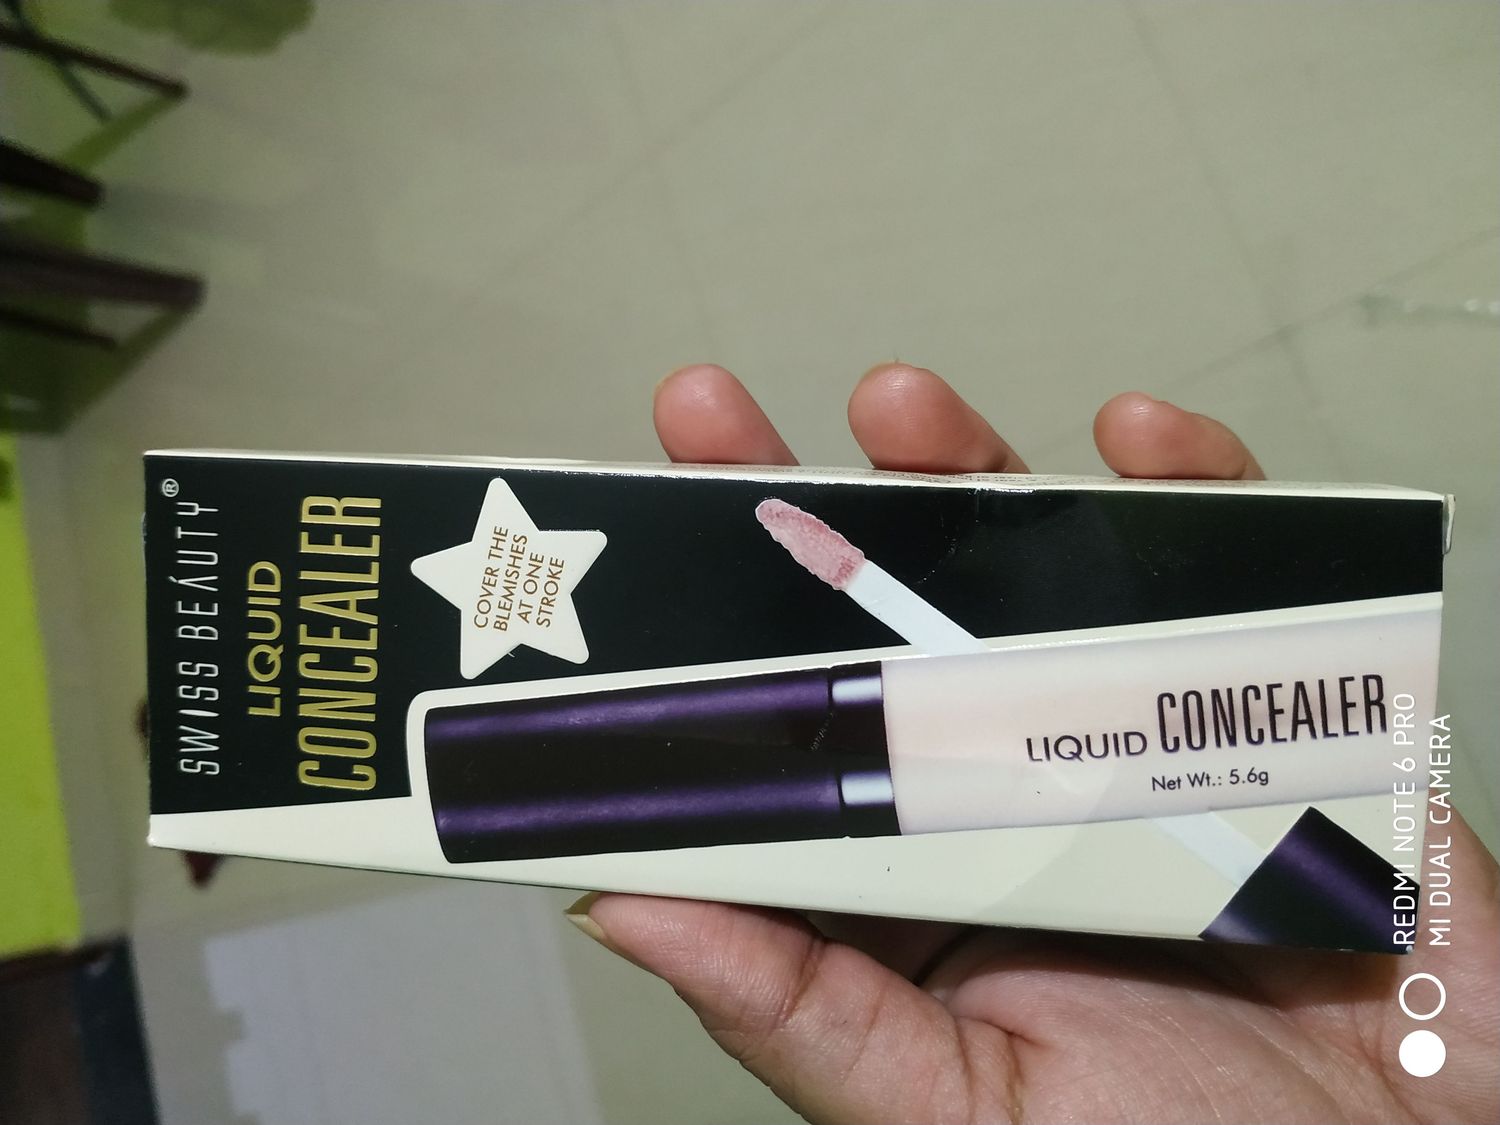 SWISS BEÁUTY®
LIQUID
CONCEALER
COVER THE
BLEMISHES
AT ONE
STROKE
LIQUID CONCEALER
Net Wt.: 5.6g
REDMI NOTE 6 PRO
MI DUAL CAMERA